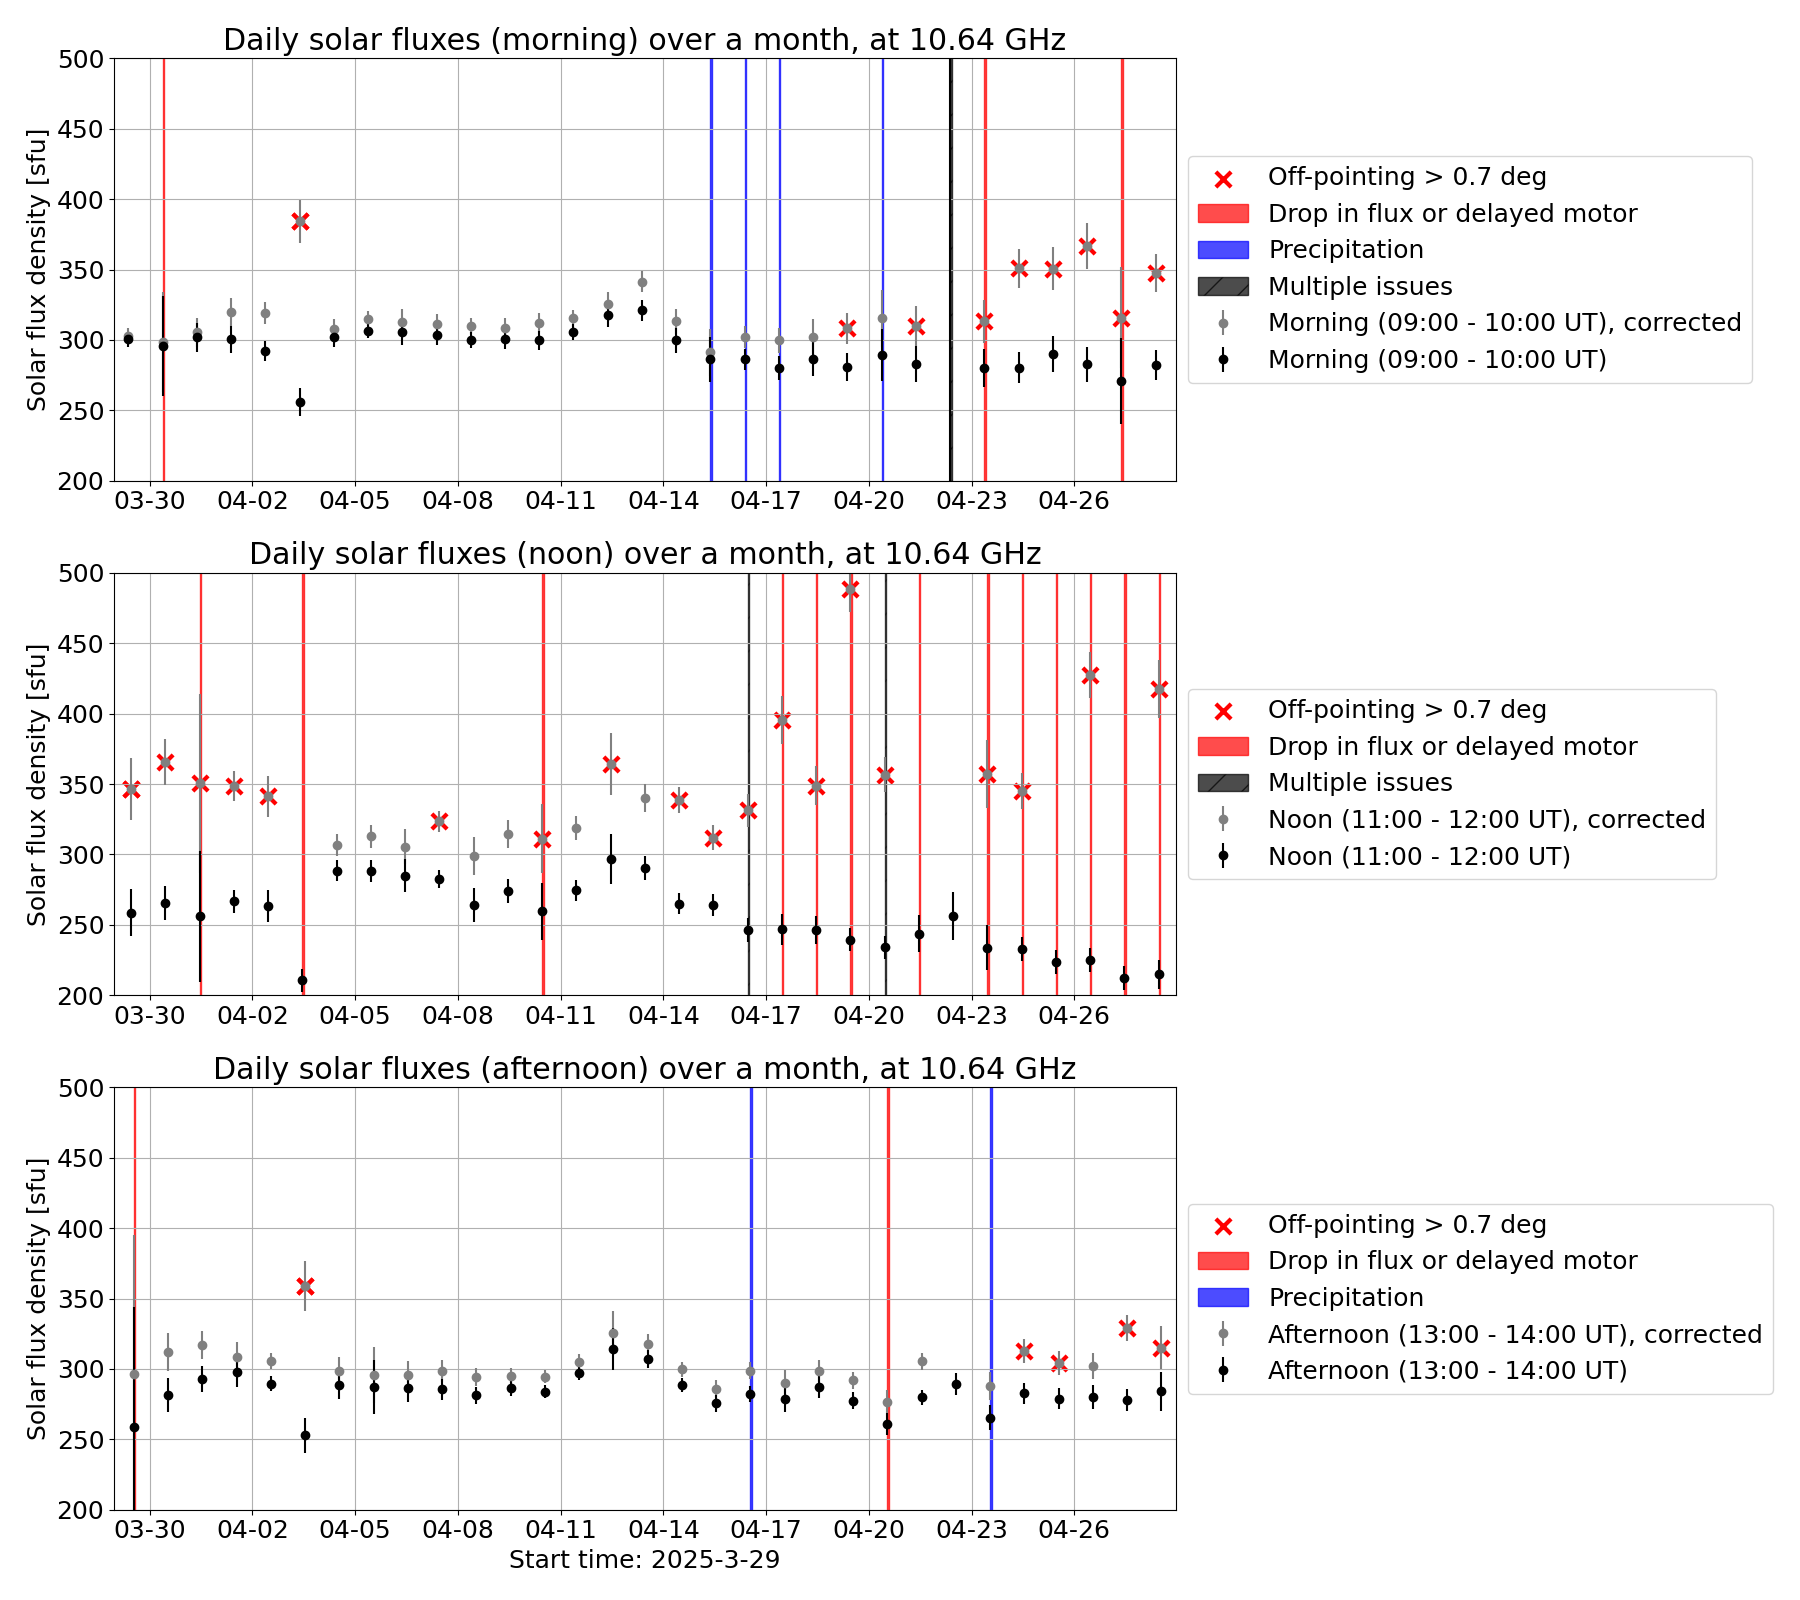 Daily solar fluxes (morning) over a month, at 10.64 GHz
500
450
400
350
300
250
200
Solar flux density [sfu]
03-30 04-02 04-05 04-08 04-11 04-14 04-17 04-20 04-23 04-26
Off-pointing > 0.7 deg
Drop in flux or delayed motor
Precipitation
Multiple issues
Morning (09:00 - 10:00 UT), corrected
Morning (09:00 - 10:00 UT)
Daily solar fluxes (noon) over a month, at 10.64 GHz
500
450
400
350
300
250
200
Solar flux density [sfu]
03-30 04-02 04-05 04-08 04-11 04-14 04-17 04-20 04-23 04-26
Off-pointing > 0.7 deg
Drop in flux or delayed motor
Multiple issues
Noon (11:00 - 12:00 UT), corrected
Noon (11:00 - 12:00 UT)
Daily solar fluxes (afternoon) over a month, at 10.64 GHz
500
450
400
350
300
250
200
Solar flux density [sfu]
03-30 04-02 04-05 04-08 04-11 04-14 04-17 04-20 04-23 04-26
Start time: 2025-3-29
Off-pointing > 0.7 deg
Drop in flux or delayed motor
Precipitation
Afternoon (13:00 - 14:00 UT), corrected
Afternoon (13:00 - 14:00 UT)